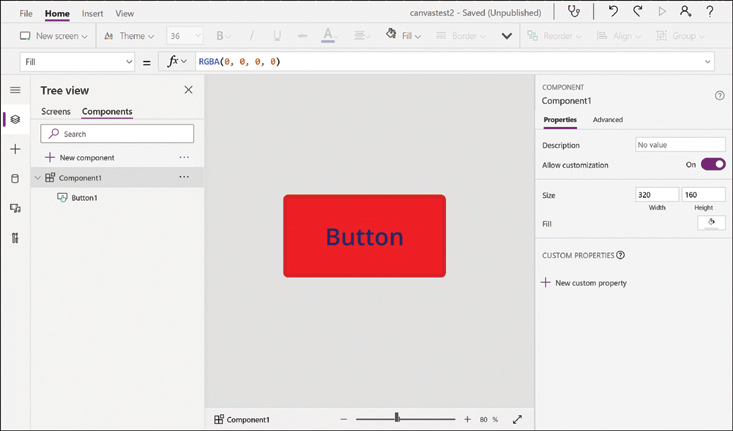 File Home Insert View canvastest2 - Saved (Unpublished)
New screen Theme 36 B / U A Fill Border Reorder Align Group
Fill = fx RGBA(0, 0, 0, 0)
Tree view
Screens Components
Search
New component ...
Component1 ...
Button1
Button
Component1 80 %
COMPONENT
Component1
Properties Advanced
Description No value
Allow customization On
Size 320 160
Width Height
Fill
CUSTOM PROPERTIES
New custom property